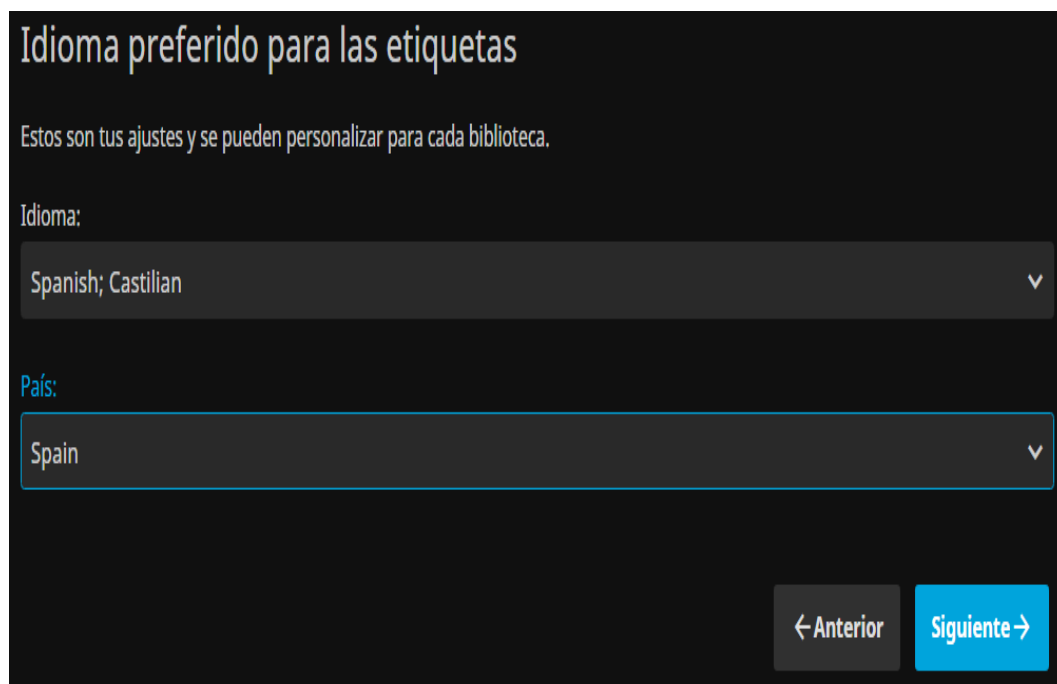 Idioma preferido para las etiquetas
Estos son tus ajustes y se pueden personalizar para cada biblioteca.
Idioma:
Spanish; Castilian
País:
Spain
←Anterior
Siguiente→